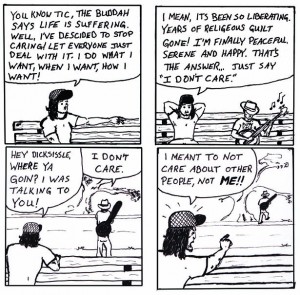 YOU KNOW TIC, THE BUDDAH
SAYS LIFE IS SUFFERING.
WELL, I'VE DECIDED TO STOP
CARING! LET EVERYONE JUST
DEAL WITH IT. I DO WHAT I
WANT, WHEN I WANT, HOW I
WANT!
I MEAN, IT'S BEEN SO LIBERATING.
YEARS OF RELIGEOUS GUILT
GONE! I'M FINALLY PEACEFUL,
SERENE AND HAPPY. THAT'S
THE ANSWER... JUST SAY
"I DON'T CARE."
HEY DICKSISSLE,
WHERE YA
GOIN? I WAS
TALKING TO
YOU!
I DON'T
CARE.
I MEANT TO NOT
CARE ABOUT OTHER
PEOPLE, NOT ME!!